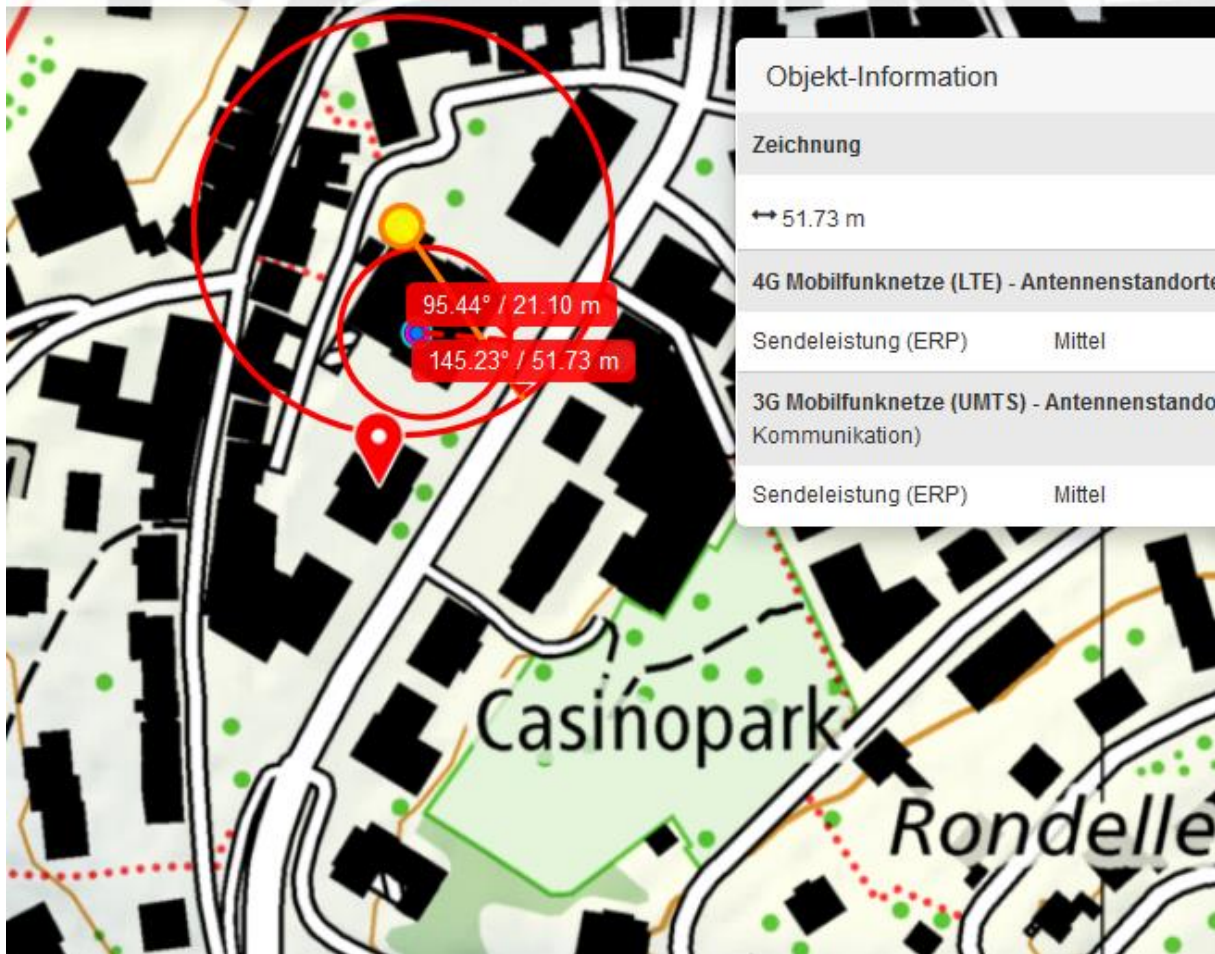 Objekt-Information
Zeichnung
↔ 51.73 m
4G Mobilfunknetze (LTE) - Antennenstandorte
Sendeleistung (ERP) Mittel
3G Mobilfunknetze (UMTS) - Antennenstando
Kommunikation)
Sendeleistung (ERP) Mittel
95.44° / 21.10 m
145.23° / 51.73 m
Casinopark
Rondelle